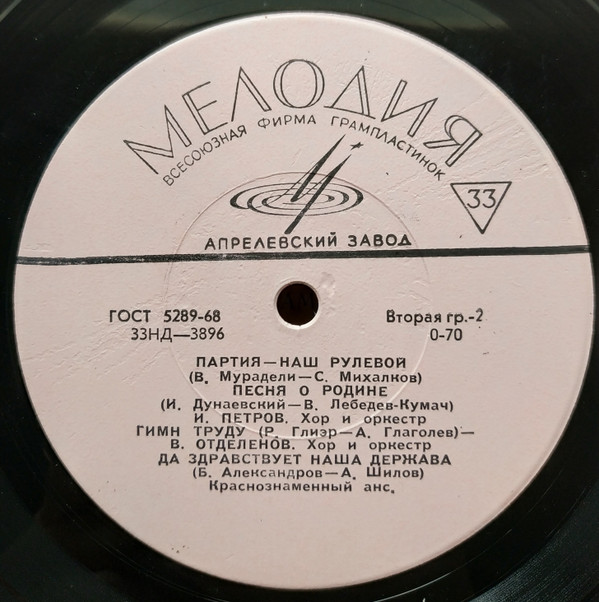 МЕЛОДИЯ
ВСЕСОЮЗНАЯ ФИРМА ГРАМПЛАСТИНОК
33
АПРЕЛЕВСКИЙ ЗАВОД
ГОСТ 5289-68 Вторая гр.-2
33НД—3896 0-70
ПАРТИЯ—НАШ РУЛЕВОЙ
(В. Мурадели—С. Михалков)
ПЕСНЯ О РОДИНЕ
(И. Дунаевский—В. Лебедев-Кумач)
И. ПЕТРОВ. Хор и оркестр
ГИМН ТРУДУ (Р. Глиэр—А. Глаголев)—
В. ОТДЕЛЕНОВ. Хор и оркестр
ДА ЗДРАВСТВУЕТ НАША ДЕРЖАВА
(Б. Александров—А. Шилов)
Краснознаменный анс.